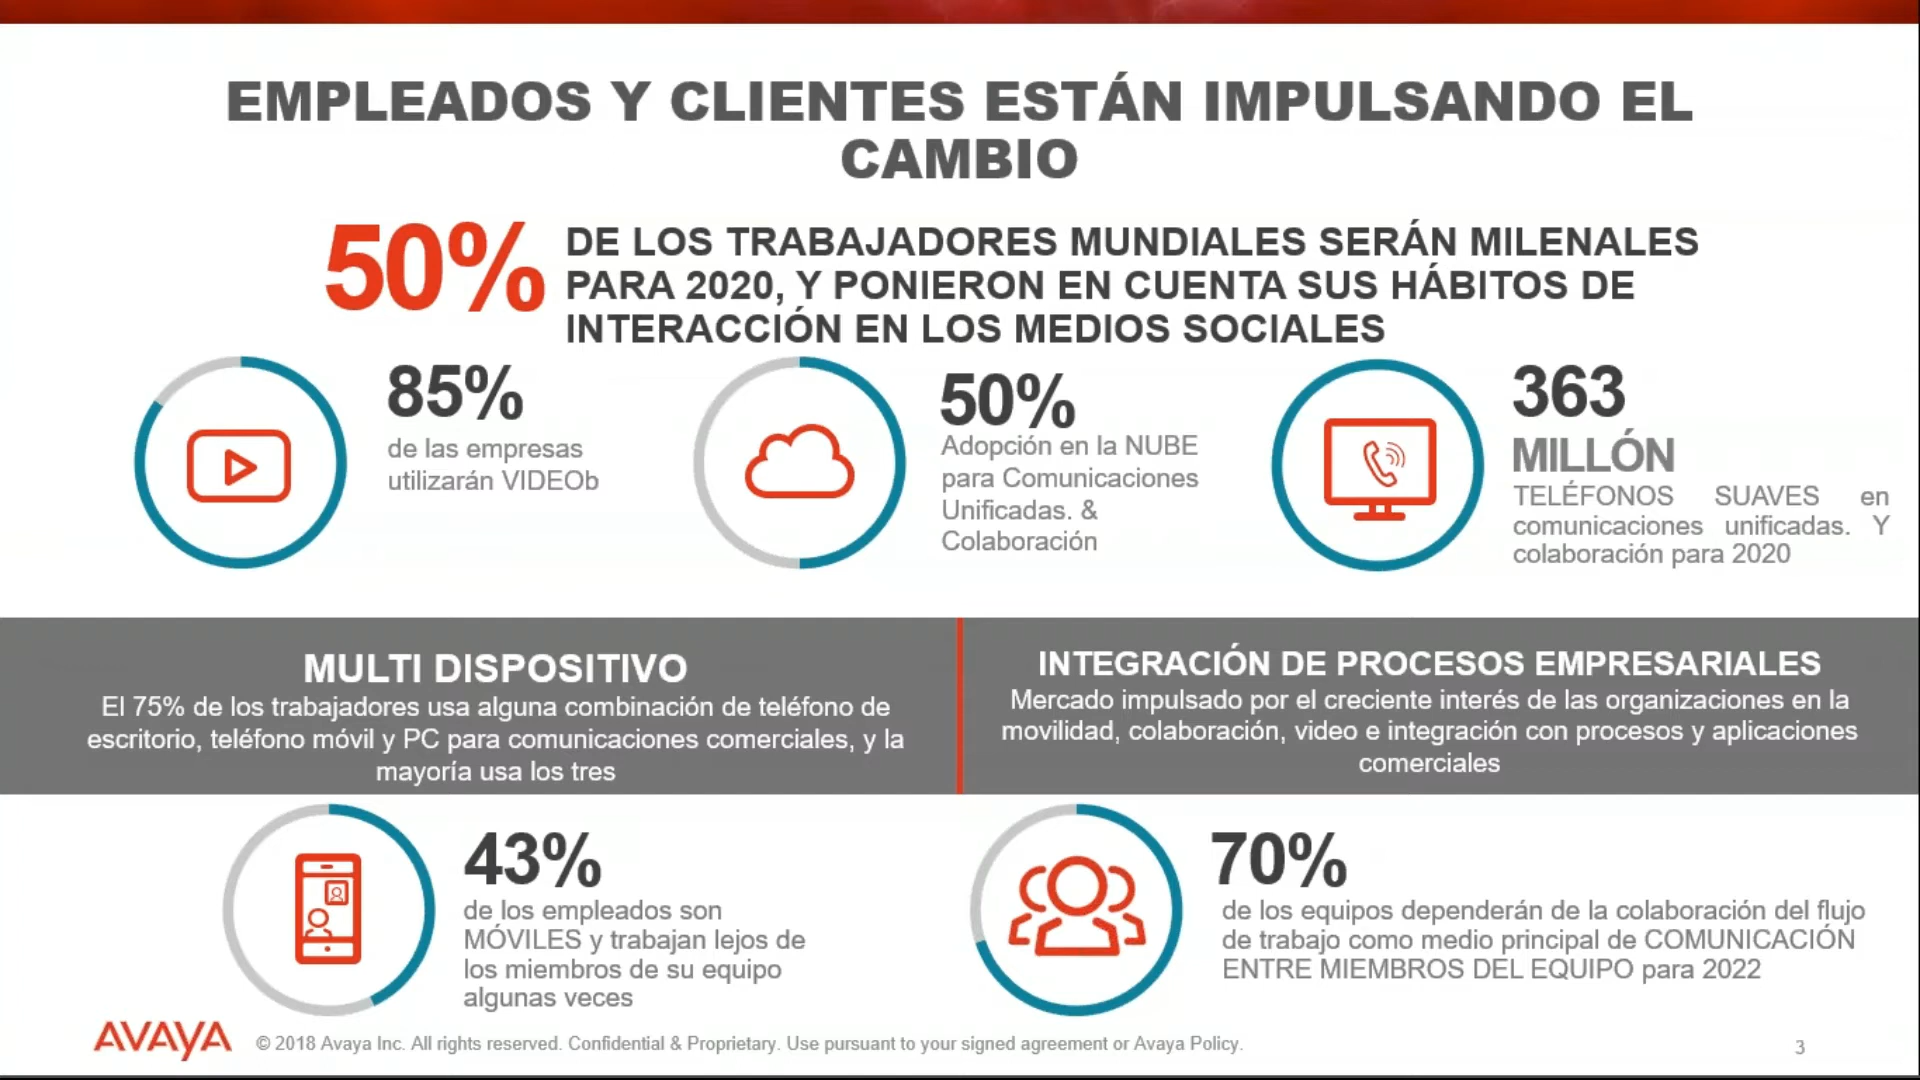 EMPLEADOS Y CLIENTES ESTÁN IMPULSANDO EL
CAMBIO
50%
DE LOS TRABAJADORES MUNDIALES SERÁN MILENALES
PARA 2020, Y PONIERON EN CUENTA SUS HÁBITOS DE
INTERACCIÓN EN LOS MEDIOS SOCIALES
85%
de las empresas
utilizarán VIDEOb
50%
Adopción en la NUBE
para Comunicaciones
Unificadas. &
Colaboración
363
MILLÓN
TELÉFONOS SUAVES en
comunicaciones unificadas. Y
colaboración para 2020
MULTI DISPOSITIVO
El 75% de los trabajadores usa alguna combinación de teléfono de
escritorio, teléfono móvil y PC para comunicaciones comerciales, y la
mayoría usa los tres
INTEGRACIÓN DE PROCESOS EMPRESARIALES
Mercado impulsado por el creciente interés de las organizaciones en la
movilidad, colaboración, video e integración con procesos y aplicaciones
comerciales
43%
de los empleados son
MÓVILES y trabajan lejos de
los miembros de su equipo
algunas veces
70%
de los equipos dependerán de la colaboración del flujo
de trabajo como medio principal de COMUNICACIÓN
ENTRE MIEMBROS DEL EQUIPO para 2022
AVAYA
© 2018 Avaya Inc. All rights reserved. Confidential & Proprietary. Use pursuant to your signed agreement or Avaya Policy.
3